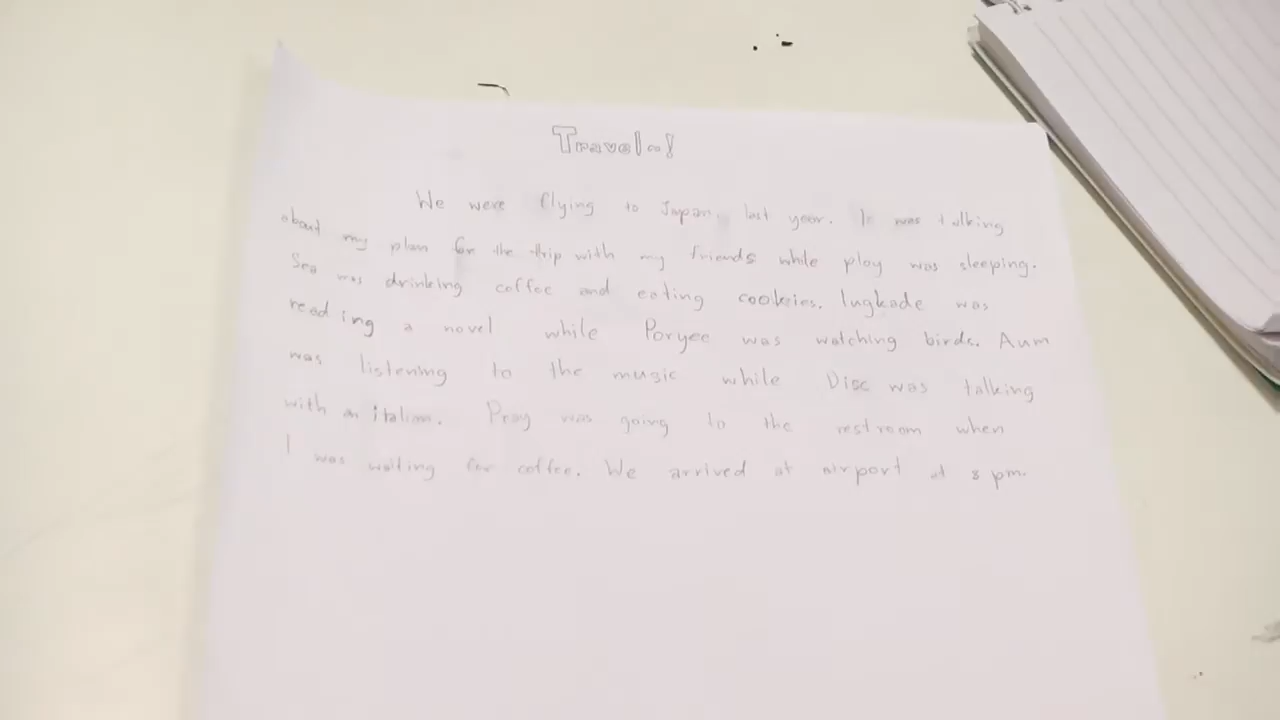 Travel~!
We were flying to Japan, last year. I was talking
about my plan for the trip with my friends while ploy was sleeping.
Sea was drinking coffee and eating cookies. Lugkade was
reading a novel while Poryee was watching birds. Aum
was listening to the music while Disc was talking
with an italian. Pray was going to the restroom when
I was waiting for coffee. We arrived at airport at 8 pm.